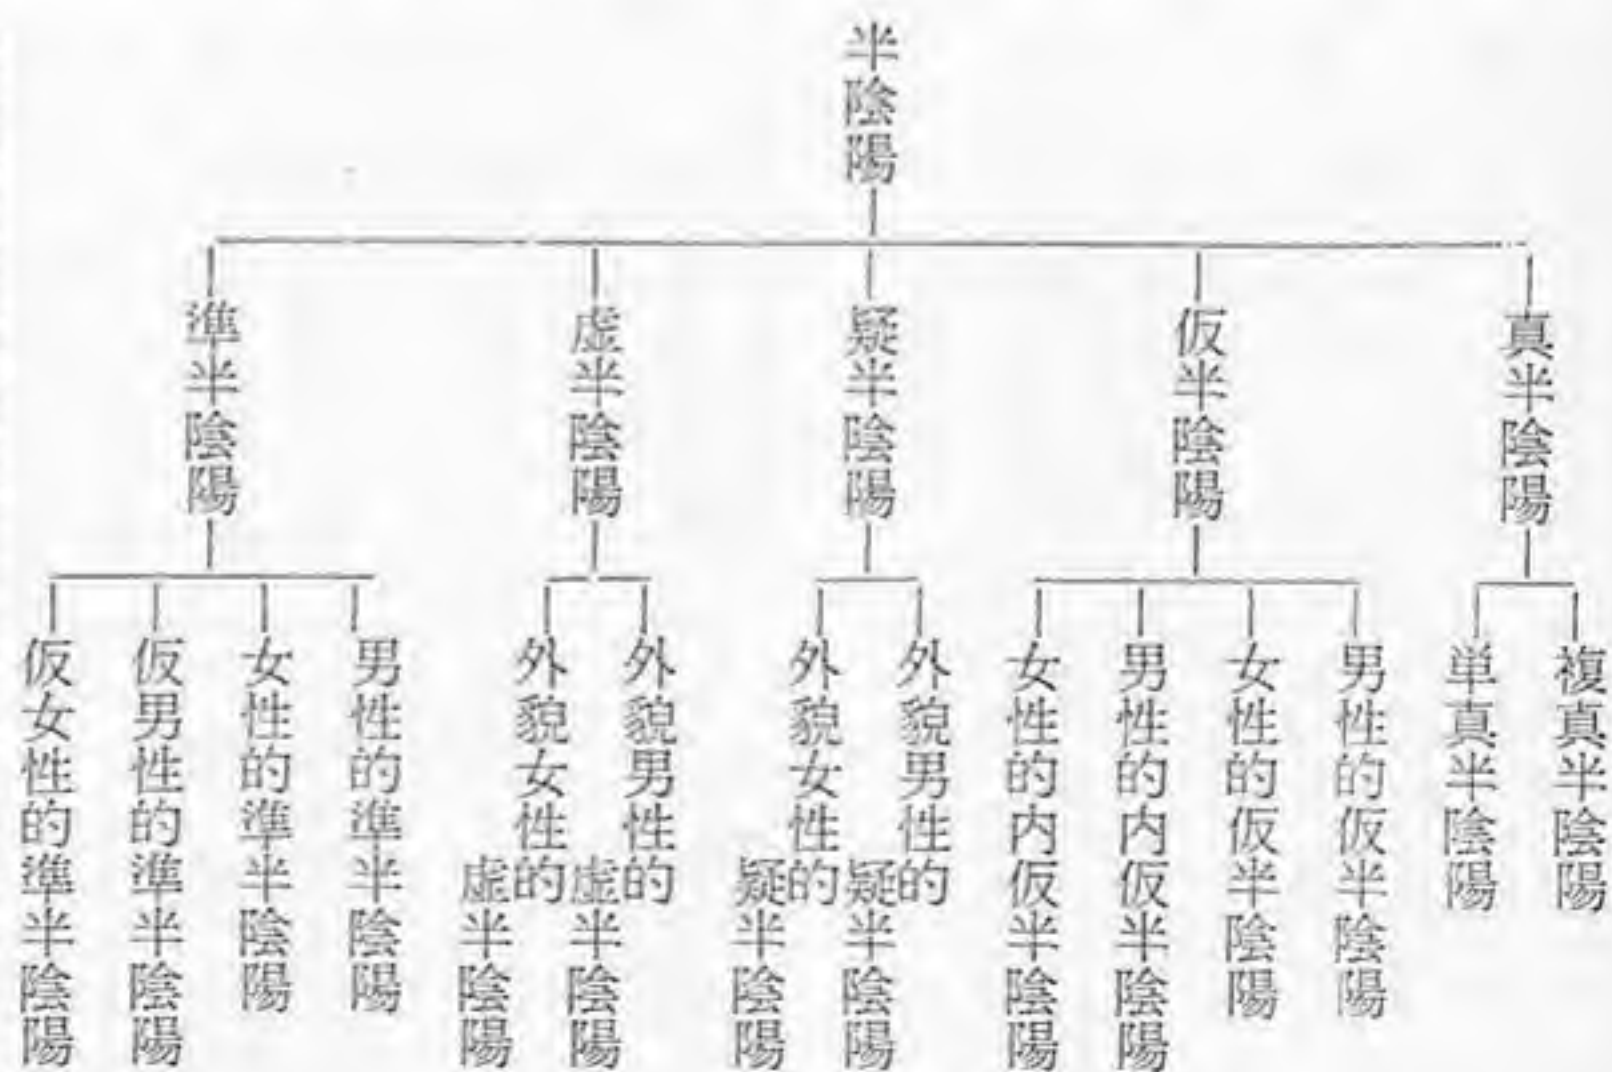 半陰陽
真半陰陽
仮半陰陽
疑半陰陽
虚半陰陽
準半陰陽
複真半陰陽
単真半陰陽
男性的仮半陰陽
女性的仮半陰陽
男性的内仮半陰陽
女性的内仮半陰陽
外貌男性的
疑半陰陽
外貌女性的
疑半陰陽
外貌男性的
虚半陰陽
外貌女性的
虚半陰陽
男性的準半陰陽
女性的準半陰陽
仮男性的準半陰陽
仮女性的準半陰陽